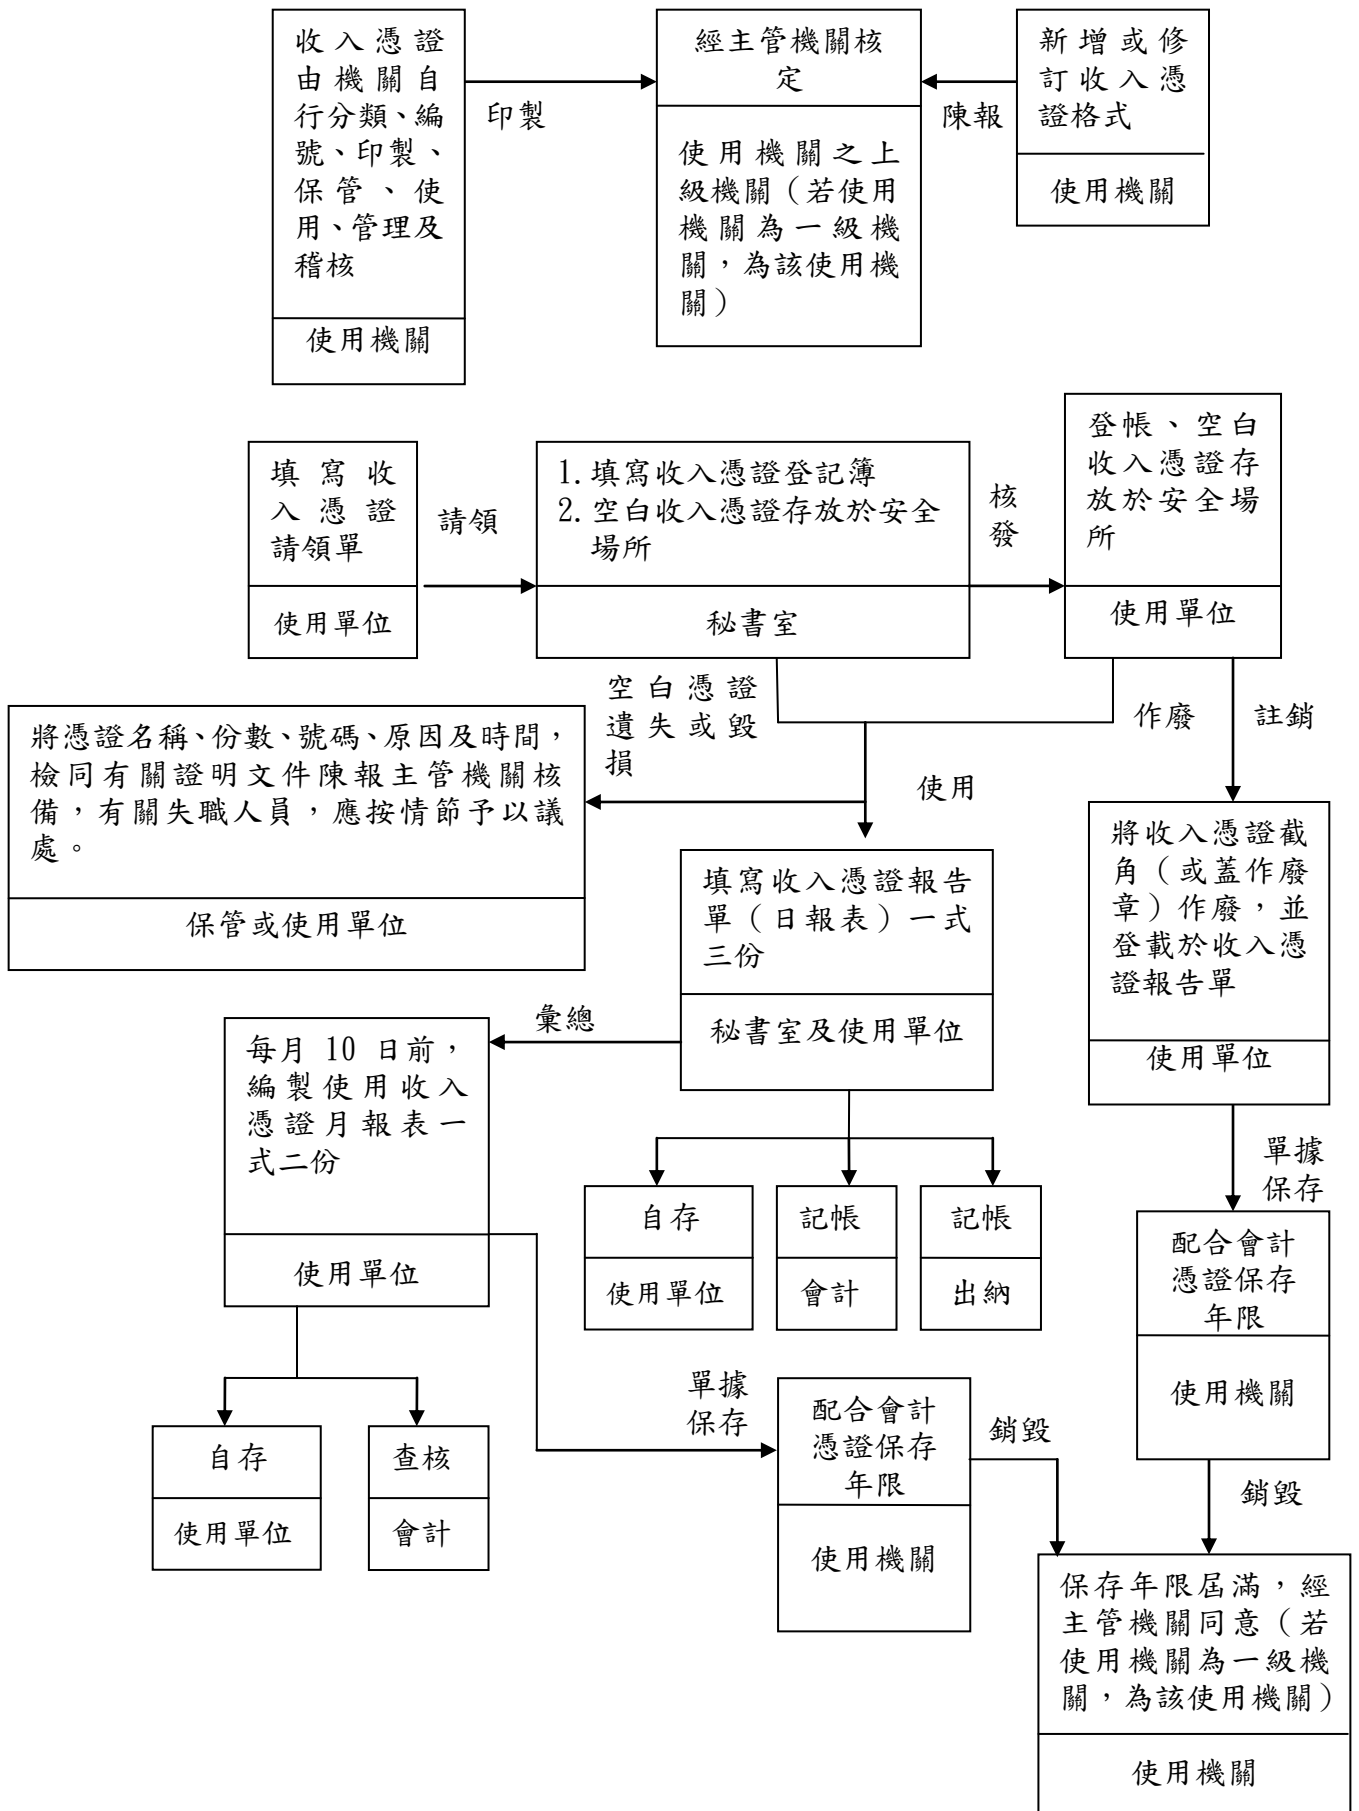 收入憑證
由機關自
行分類、編
號、印製、
保管、使
用、管理及
稽核
使用機關
印製
經主管機關核
定
使用機關之上
級機關（若使用
機關為一級機
關，為該使用機
關）
陳報
新增或修
訂收入憑
證格式
使用機關
填寫收
入憑證
請領單
使用單位
請領
1.填寫收入憑證登記簿
2.空白收入憑證存放於安全
場所
秘書室
核
發
登帳、空白
收入憑證存
放於安全場
所
使用單位
空白憑證
遺失或毀
損
使用
作廢
註銷
將憑證名稱、份數、號碼、原因及時間，
檢同有關證明文件陳報主管機關核
備，有關失職人員，應按情節予以議
處。
保管或使用單位
填寫收入憑證報告
單（日報表）一式
三份
秘書室及使用單位
將收入憑證截
角（或蓋作廢
章）作廢，並
登載於收入憑
證報告單
使用單位
彙總
每月 10 日前，
編製使用收入
憑證月報表一
式二份
使用單位
自存
使用單位
記帳
會計
記帳
出納
單據
保存
配合會計
憑證保存
年限
使用機關
自存
使用單位
查核
會計
單據
保存
配合會計
憑證保存
年限
使用機關
銷毀
銷毀
保存年限屆滿，經
主管機關同意（若
使用機關為一級機
關，為該使用機關）
使用機關